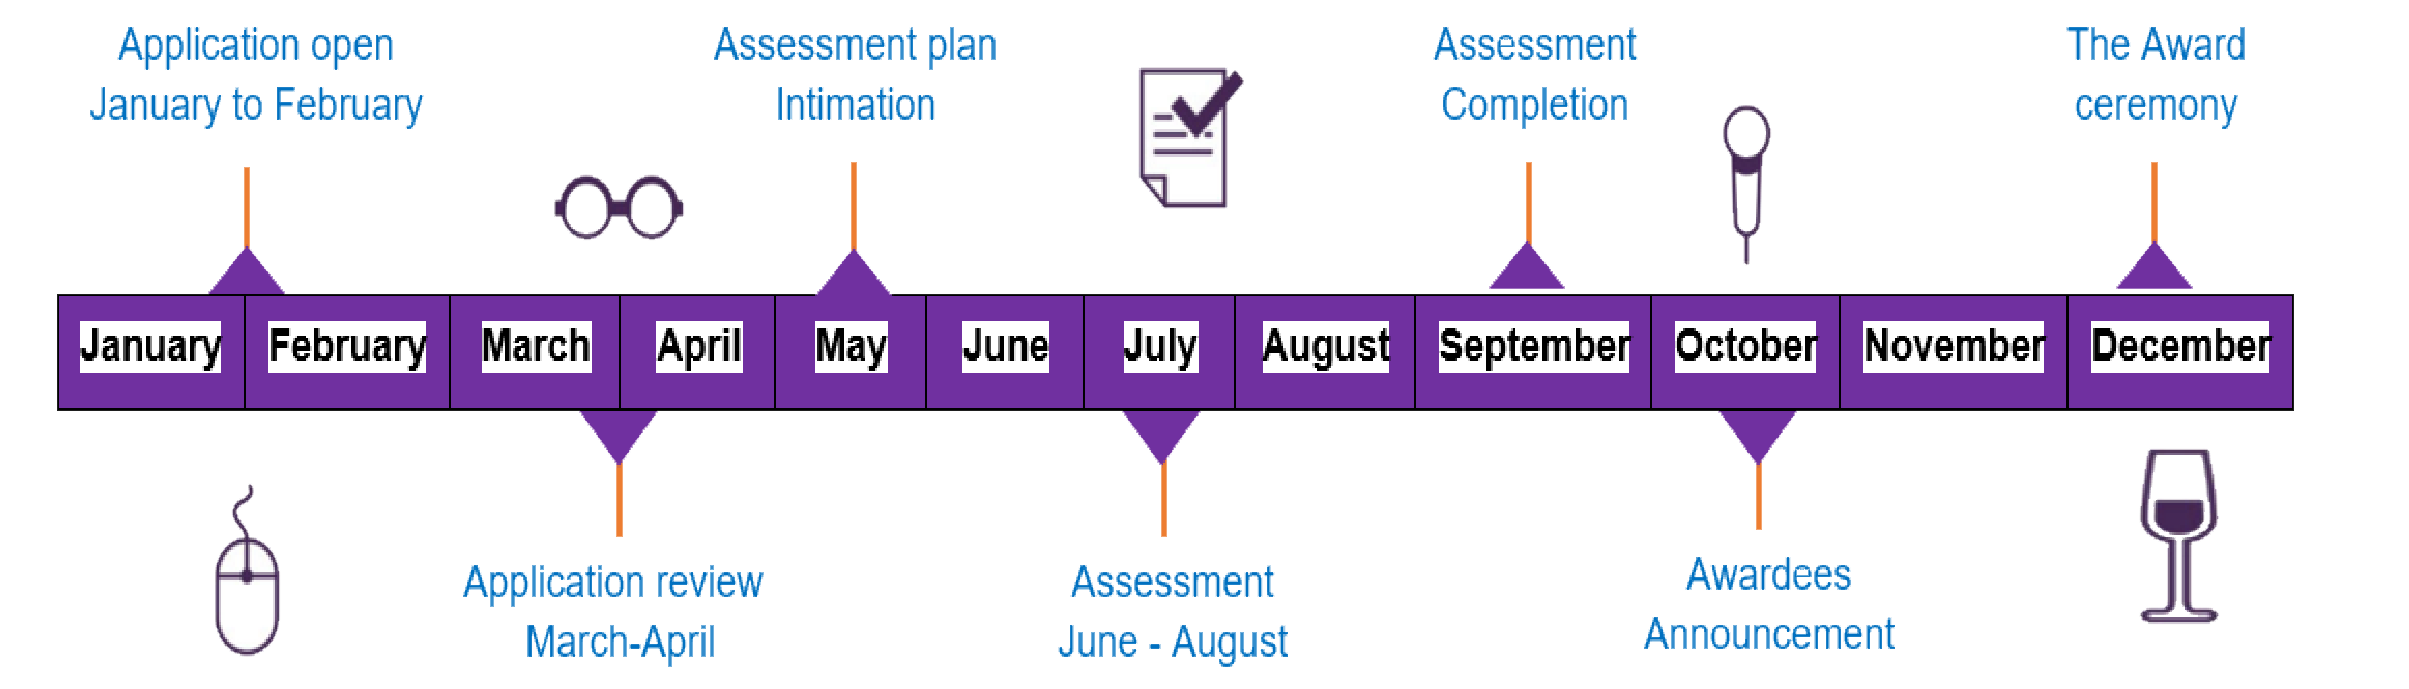 Application open
January to February
Assessment plan
Intimation
Assessment
Completion
The Award
ceremony
January February March April May June July August September October November December
Application review
March-April
Assessment
June - August
Awardees
Announcement